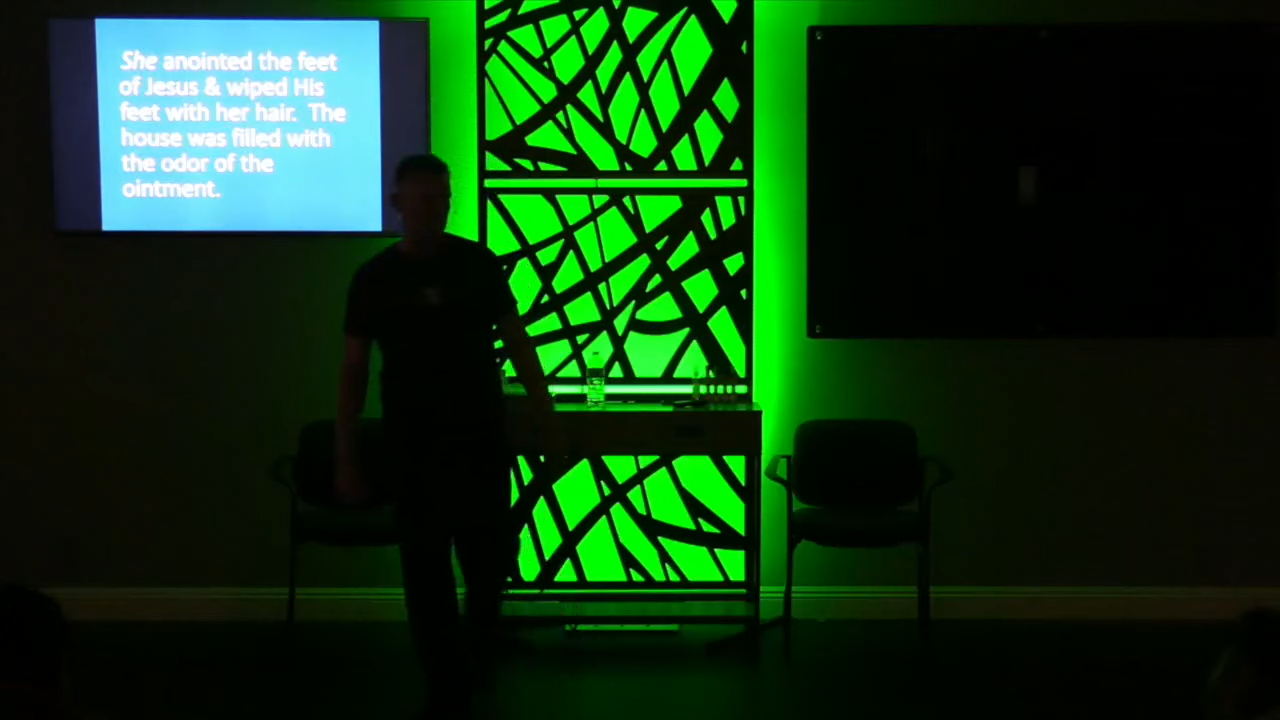 She anointed the feet
of Jesus & wiped His
feet with her hair. The
house was filled with
the odor of the
ointment.